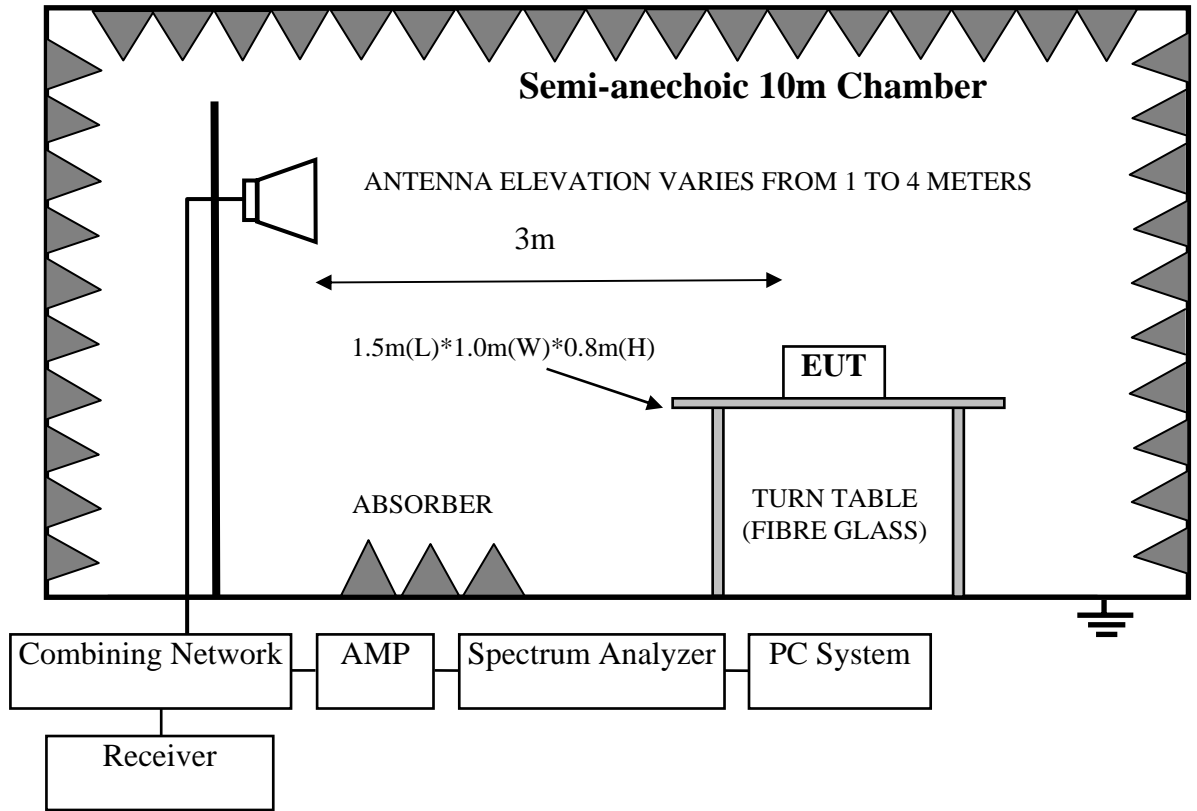 Semi-anechoic 10m Chamber
ANTENNA ELEVATION VARIES FROM 1 TO 4 METERS
3m
1.5m(L)*1.0m(W)*0.8m(H)
EUT
ABSORBER
TURN TABLE
(FIBRE GLASS)
Combining Network
AMP
Spectrum Analyzer
PC System
Receiver